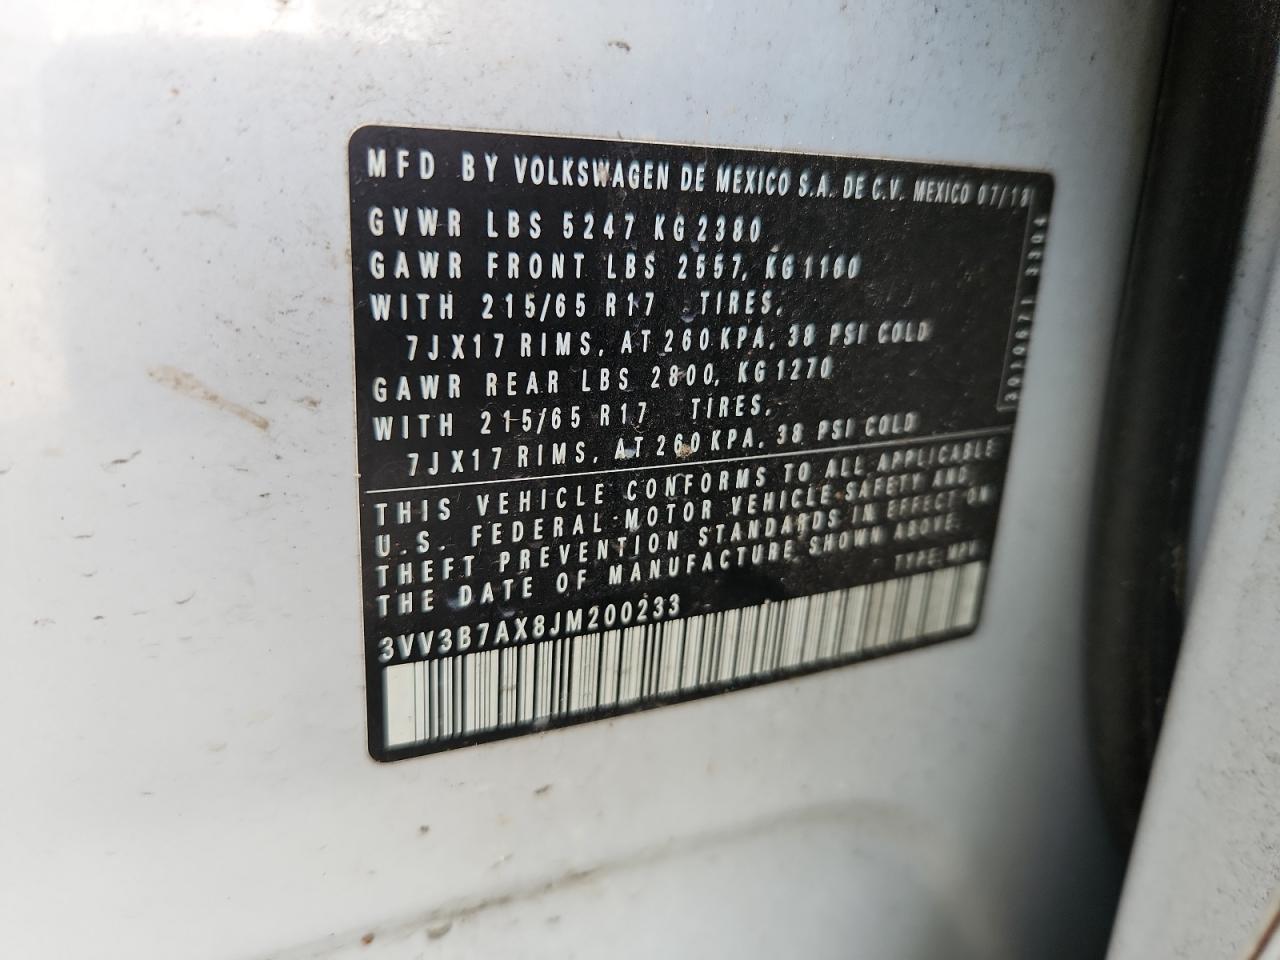 MFD BY VOLKSWAGEN DE MEXICO S.A. DE C.V. MEXICO 07/18
GVWR LBS 5247 KG 2380
GAWR FRONT LBS 2557, KG 1160
WITH 215/65 R17 TIRES,
7JX17 RIMS, AT 260 KPA, 38 PSI COLD
GAWR REAR LBS 2800, KG 1270
WITH 215/65 R17 TIRES,
7JX17 RIMS, AT 260 KPA, 38 PSI COLD
THIS VEHICLE CONFORMS TO ALL APPLICABLE
U.S. FEDERAL MOTOR VEHICLE SAFETY AND
THEFT PREVENTION STANDARDS IN EFFECT ON
THE DATE OF MANUFACTURE SHOWN ABOVE.
TYPE: MPV
3VV3B7AX8JM200233